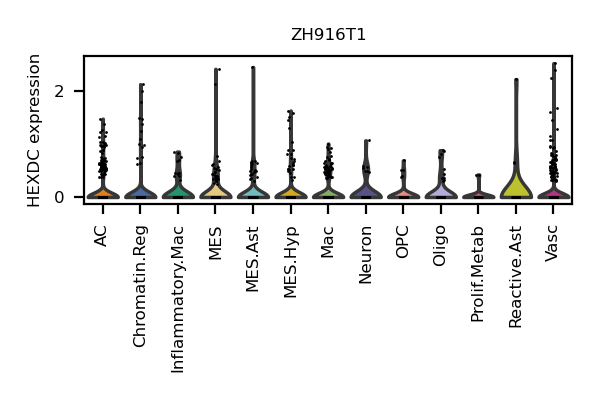 ZH916T1
HEXDC expression
2
0
AC
Chromatin.Reg
Inflammatory.Mac
MES
MES.Ast
MES.Hyp
Mac
Neuron
OPC
Oligo
Prolif.Metab
Reactive.Ast
Vasc